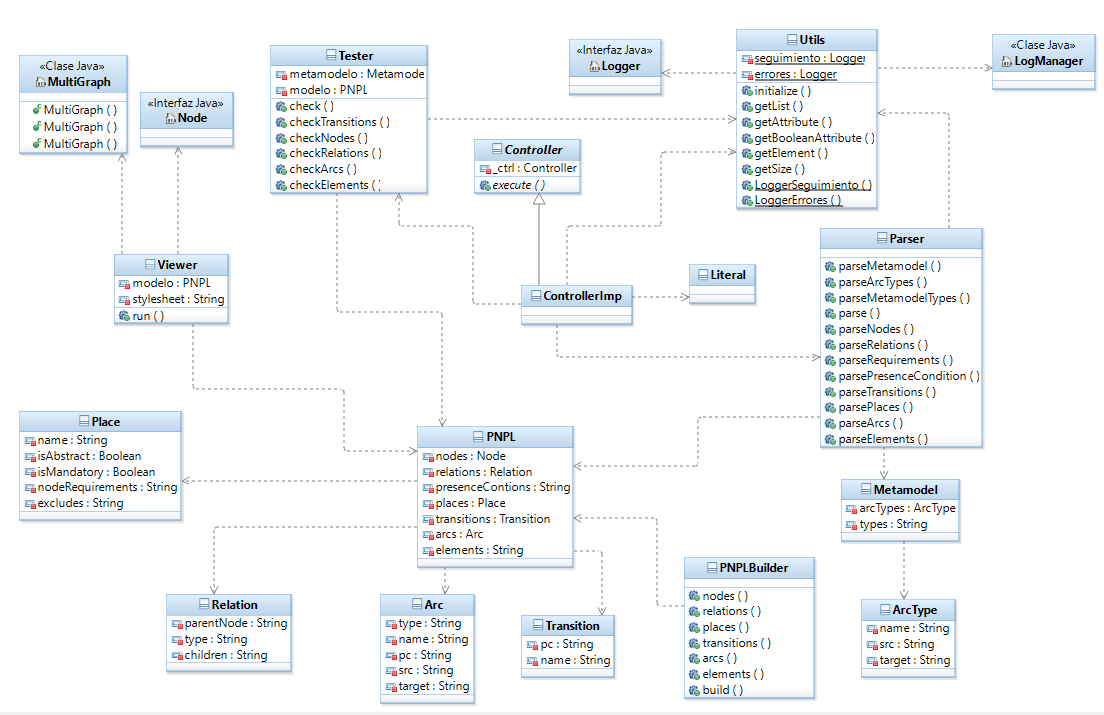 «Clase Java»
MultiGraph
MultiGraph ( )
MultiGraph ( )
MultiGraph ( )
«Interfaz Java»
Node
Tester
metamodelo : Metamode
modelo : PNPL
check ( )
checkTransitions ( )
checkNodes ( )
checkRelations ( )
checkArcs ( )
checkElements ( )
«Interfaz Java»
Logger
Utils
seguimiento : Logger
errores : Logger
initialize ( )
getList ( )
getAttribute ( )
getBooleanAttribute ( )
getElement ( )
getSize ( )
LoggerSeguimiento ( )
LoggerErrores ( )
«Clase Java»
LogManager
Controller
_ctrl : Controller
execute ( )
Viewer
modelo : PNPL
stylesheet : String
run ( )
ControllerImp
Literal
Parser
parseMetamodel ( )
parseArcTypes ( )
parseMetamodelTypes ( )
parse ( )
parseNodes ( )
parseRelations ( )
parseRequirements ( )
parsePresenceCondition ( )
parseTransitions ( )
parsePlaces ( )
parseArcs ( )
parseElements ( )
Place
name : String
isAbstract : Boolean
isMandatory : Boolean
nodeRequirements : String
excludes : String
PNPL
nodes : Node
relations : Relation
presenceContions : String
places : Place
transitions : Transition
arcs : Arc
elements : String
Metamodel
arcTypes : ArcType
types : String
Relation
parentNode : String
type : String
children : String
Arc
type : String
name : String
pc : String
src : String
target : String
Transition
pc : String
name : String
PNPLBuilder
nodes ( )
relations ( )
places ( )
transitions ( )
arcs ( )
elements ( )
build ( )
ArcType
name : String
src : String
target : String